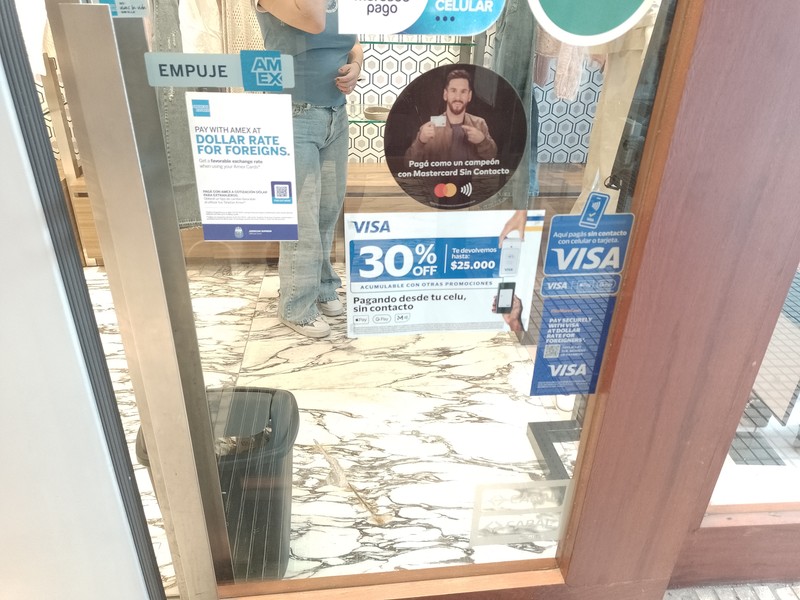 mercado
pago
CELULAR
EMPUJE
AM
EX
PAY WITH AMEX AT
DOLLAR RATE
FOR FOREIGNS.
Get a favorable exchange rate
when using your Amex Cards*
Pagá como un campeón
con Mastercard Sin Contacto
VISA
30% OFF
Te devolvemos
hasta:
$25.000
ACUMULABLE CON OTRAS PROMOCIONES
Pagando desde tu celu,
sin contacto
Pay
G Pay
Aquí pagás sin contacto
con celular o tarjeta.
VISA
VISA
PAY SECURELY
WITH VISA
AT DOLLAR
RATE FOR
FOREIGNERS
VISA